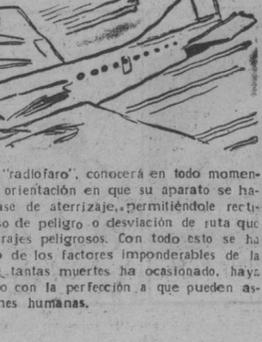 "radiofaro", conocerá en todo momen-
orientación en que su aparato se ha-
ase de aterrizaje, permitiéndole recti-
so de peligro o desviación de ruta que
rajes peligrosos. Con todo esto se ha
o de los factores imponderables de la
tantas muertes ha ocasionado, haya
o con la perfección a que pueden as-
nes humanas.